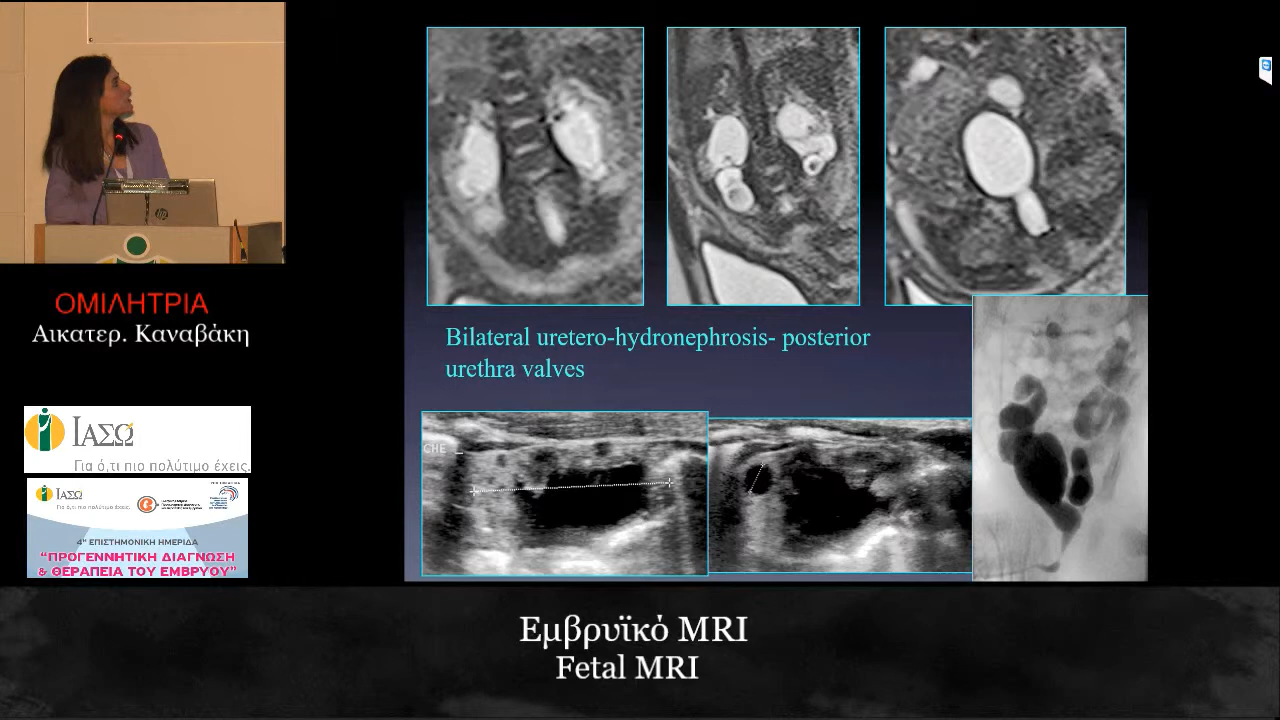 ΟΜΙΛΗΤΡΙΑ
Αικατερ. Καναβάκη
ΙΑΣΩ
Για ό,τι πιο πολύτιμο έχεις.
ΙΑΣΩ
Για ό,τι πιο πολύτιμο έχεις.
4η ΕΠΙΣΤΗΜΟΝΙΚΗ ΗΜΕΡΙΔΑ
“ΠΡΟΓΕΝΝΗΤΙΚΗ ΔΙΑΓΝΩΣΗ
& ΘΕΡΑΠΕΙΑ ΤΟΥ ΕΜΒΡΥΟΥ”
Bilateral uretero-hydronephrosis- posterior
urethra valves
CHE _
Εμβρυϊκό MRI
Fetal MRI